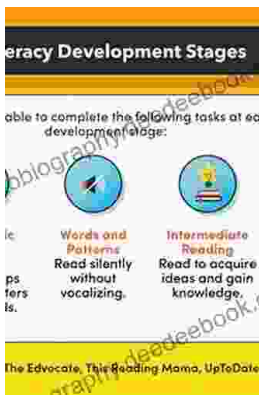 eracy Development Stages
able to complete the following tasks at ea
development stage:
Words and
Patterns
Read silently
without
vocalizing.
Intermediate
Reading
Read to acquire
ideas and gain
knowledge.
ic
ps
ters
ls.
The Edvocate, This Reading Mama, UpToDate